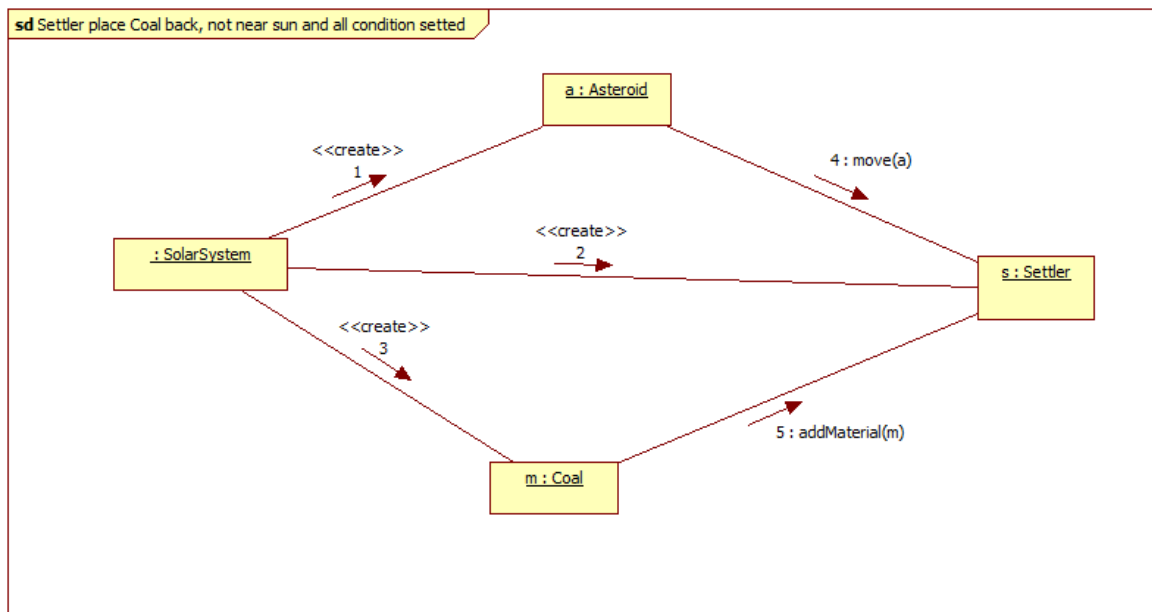 sd Settler place Coal back, not near sun and all condition setted
a : Asteroid
<<create>>
1
4 : move(a)
<<create>>
2
: SolarSystem
s : Settler
<<create>>
3
5 : addMaterial(m)
m : Coal